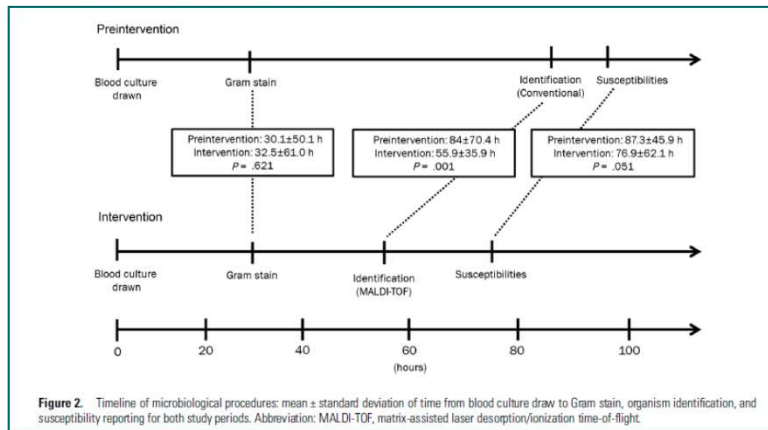 Preintervention
Blood culture
drawn
Gram stain
Identification
(Conventional)
Susceptibilities
Preintervention: 30.1±50.1 h
Intervention: 32.5±61.0 h
P = .621
Preintervention: 84±70.4 h
Intervention: 55.9±35.9 h
P = .001
Preintervention: 87.3±45.9 h
Intervention: 76.9±62.1 h
P = .051
Intervention
Blood culture
drawn
Gram stain
Identification
(MALDI-TOF)
Susceptibilities
0 20 40 60 80 100
(hours)
Figure 2. Timeline of microbiological procedures: mean ± standard deviation of time from blood culture draw to Gram stain, organism identification, and
susceptibility reporting for both study periods. Abbreviation: MALDI-TOF, matrix-assisted laser desorption/ionization time-of-flight.